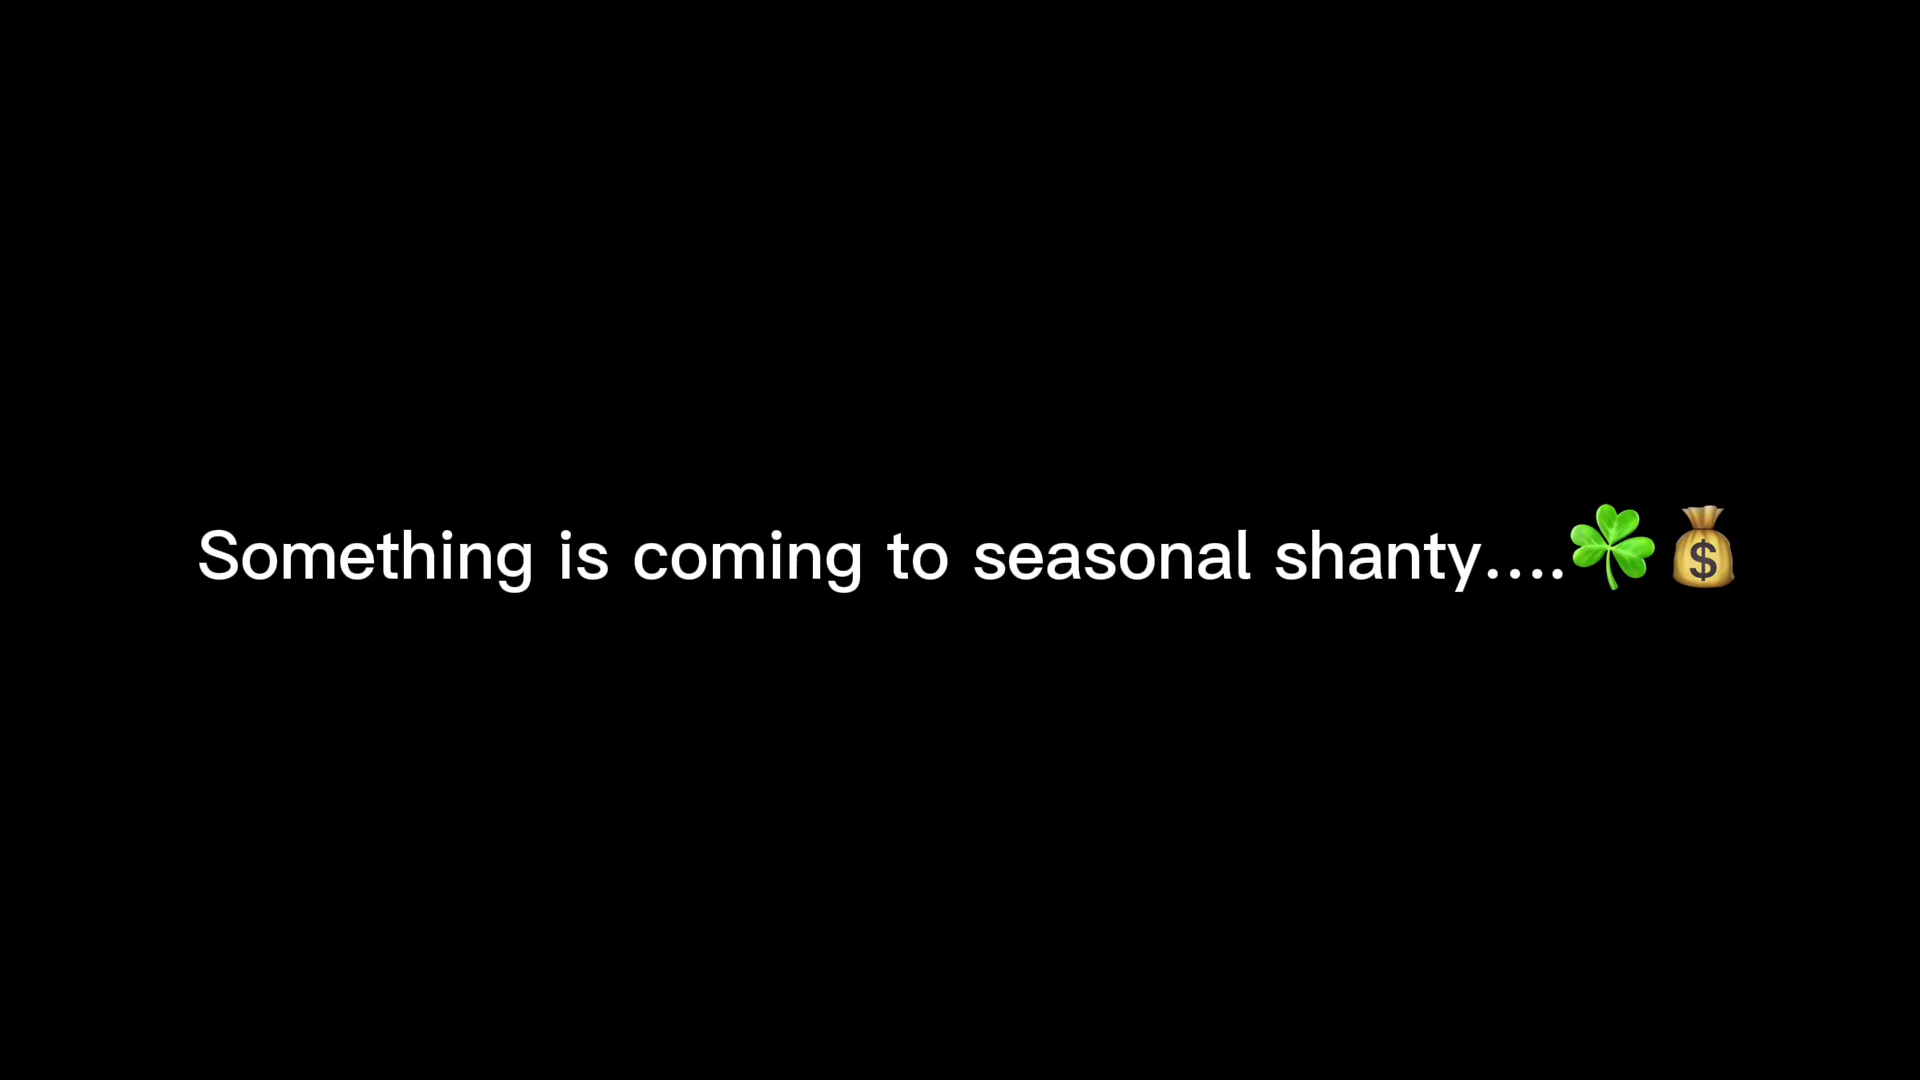 Something is coming to seasonal shanty....☘️💰